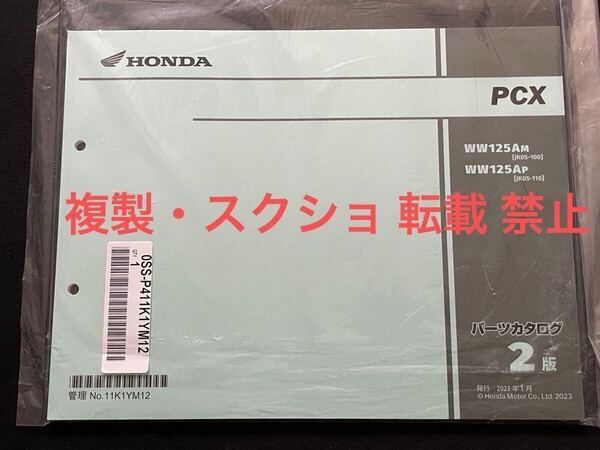 HONDA
PCX
WW125AM
[JK05-100]
WW125AP
[JK05-110]
複製・スクショ 転載 禁止
0SS-P411K1YM12
QTY 1
パーツカタログ
2版
管理 No.11K1YM12
発行 2023年1月
© Honda Motor Co., Ltd. 2023